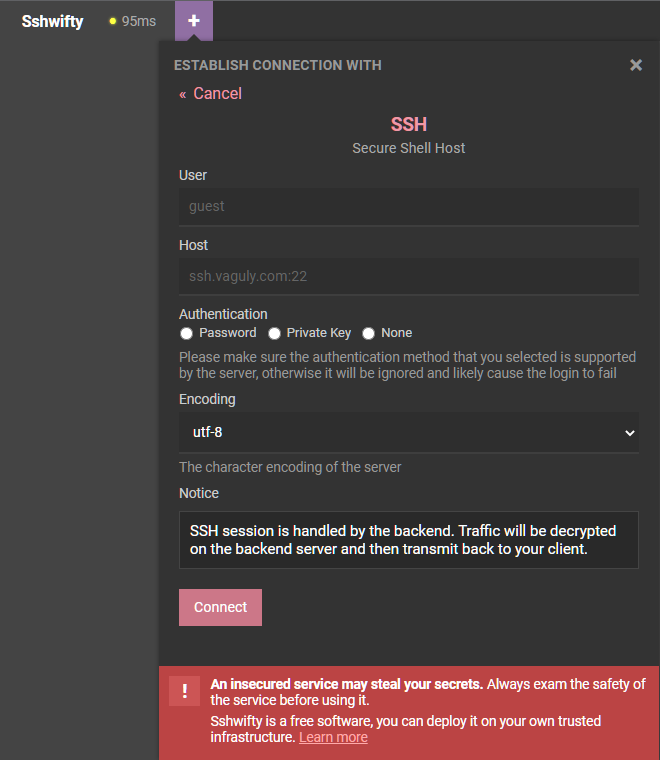 Sshwifty 95ms +
ESTABLISH CONNECTION WITH ×
« Cancel
SSH
Secure Shell Host
User
guest
Host
ssh.vaguly.com:22
Authentication
Password Private Key None
Please make sure the authentication method that you selected is supported
by the server, otherwise it will be ignored and likely cause the login to fail
Encoding
utf-8
The character encoding of the server
Notice
SSH session is handled by the backend. Traffic will be decrypted
on the backend server and then transmit back to your client.
Connect
! An insecured service may steal your secrets. Always exam the safety of
the service before using it.
Sshwifty is a free software, you can deploy it on your own trusted
infrastructure. Learn more